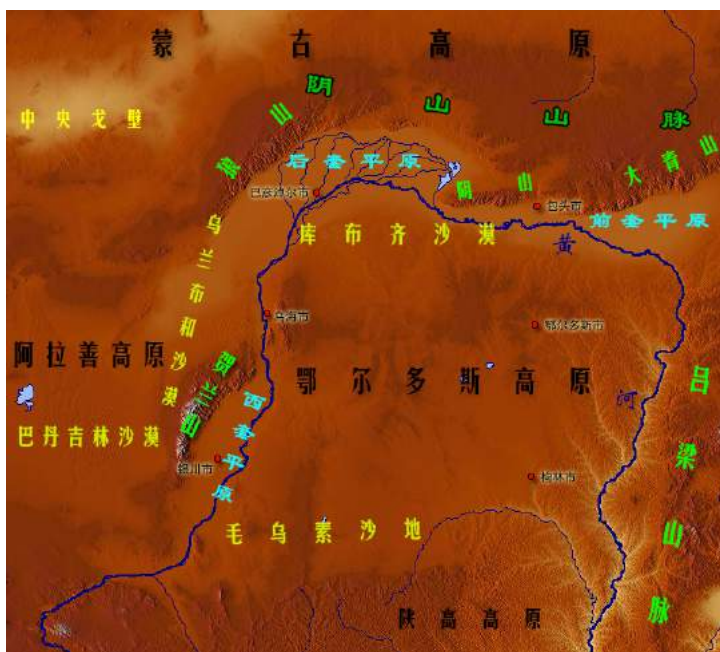 蒙古高原
阴山山脉
中央戈壁
狼山
大青山
后套平原
阴山
巴彦淖尔市
包头市
前套平原
乌兰布和沙漠
库布齐沙漠
黄河
乌海市
鄂尔多斯市
阿拉善高原
贺兰山
鄂尔多斯高原
吕梁山脉
巴丹吉林沙漠
西套平原
银川市
榆林市
毛乌素沙地
陕高高原